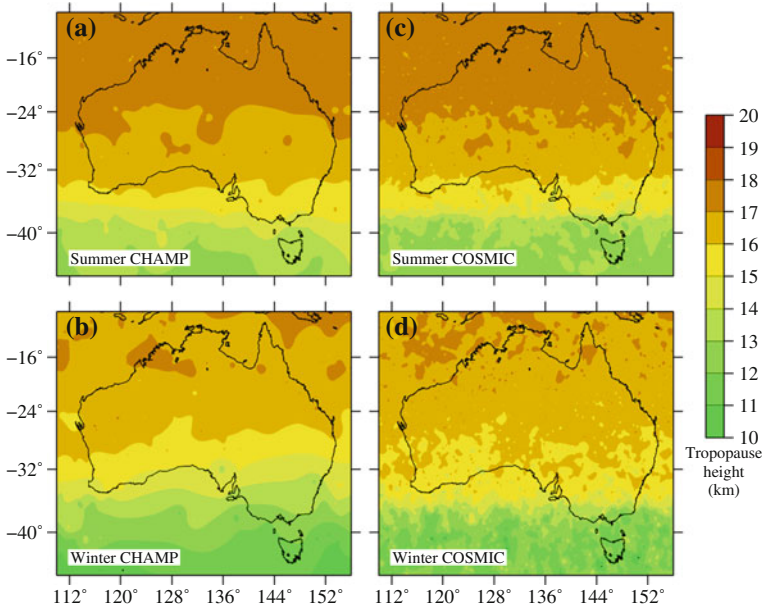 (a)
(c)
−16°
−24°
−32°
−40°
Summer CHAMP
Summer COSMIC
(b)
(d)
−16°
−24°
−32°
−40°
Winter CHAMP
Winter COSMIC
112° 120° 128° 136° 144° 152°
112° 120° 128° 136° 144° 152°
20
19
18
17
16
15
14
13
12
11
10
Tropopause
height
(km)